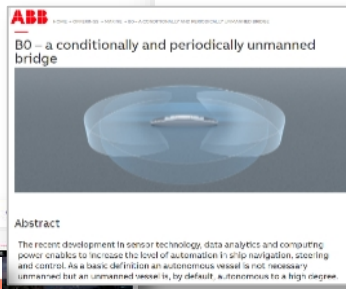 ABB
B0 – a conditionally and periodically unmanned
bridge
Abstract
The recent development in sensor technology, data analytics and computing
power enables to increase the level of automation in ship navigation, steering
and control. As a basic definition an autonomous vessel is not necessary
unmanned but an unmanned vessel is, by default, autonomous to a high degree.